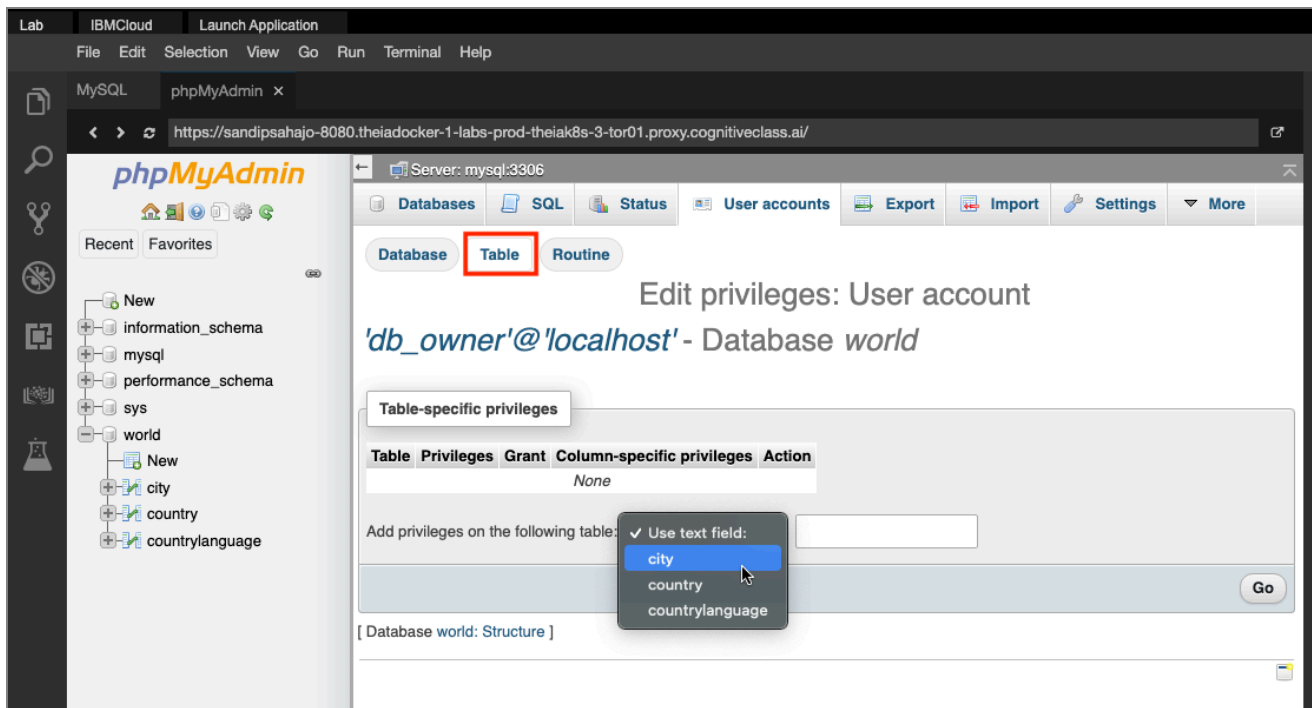 Lab IBMCloud Launch Application
File Edit Selection View Go Run Terminal Help
MySQL phpMyAdmin ×
https://sandipsahajo-8080.theiadocker-1-labs-prod-theiak8s-3-tor01.proxy.cognitiveclass.ai/
phpMyAdmin
Recent Favorites
New
information_schema
mysql
performance_schema
sys
world
New
city
country
countrylanguage
Server: mysql:3306
Databases SQL Status User accounts Export Import Settings More
Database Table Routine
Edit privileges: User account
'db_owner'@'localhost' - Database world
Table-specific privileges
Table Privileges Grant Column-specific privileges Action
None
Add privileges on the following table:
✓ Use text field:
city
country
countrylanguage
Go
[ Database world: Structure ]